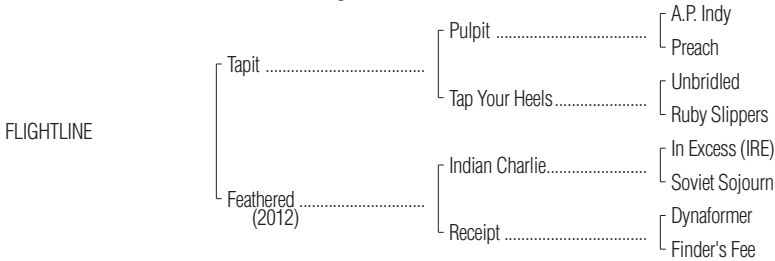 A.P. Indy
Pulpit ........................................
Preach
Tapit ..........................................
Unbridled
Tap Your Heels........................
Ruby Slippers
FLIGHTLINE
In Excess (IRE)
Indian Charlie..........................
Soviet Sojourn
Feathered .................................
(2012)
Dynaformer
Receipt ......................................
Finder's Fee